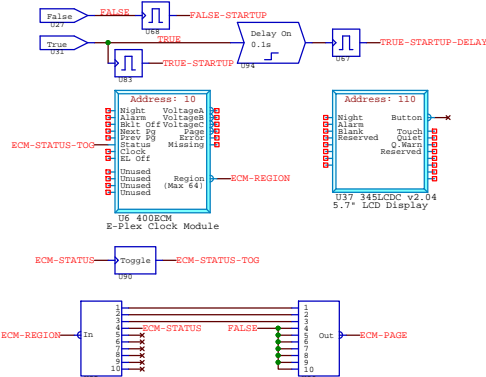 False
U27
FALSE
U68
FALSE-STARTUP
True
U31
TRUE
U83
TRUE-STARTUP
Delay On
0.1s
U94
U67
TRUE-STARTUP-DELAY
Address: 10
Night VoltageA
Alarm VoltageB
Bklt Off VoltageC
Next Pg Page
Prev Pg Error
ECM-STATUS-TOG Status Missing
Clock
EL Off
Unused
Unused Region ECM-REGION
Unused (Max 64)
Unused
U6 400ECM
E-Plex Clock Module
Address: 110
Night Button
Alarm
Blank Touch
Reserved Quiet
Q.Warn
Reserved
U37 345LCDC v2.04
5.7" LCD Display
ECM-STATUS Toggle ECM-STATUS-TOG
U90
ECM-REGION In
1
2
3
4 ECM-STATUS
5
6
7
8
9
10
FALSE
1
2
3
4
5
6
7
8
9
10
Out ECM-PAGE